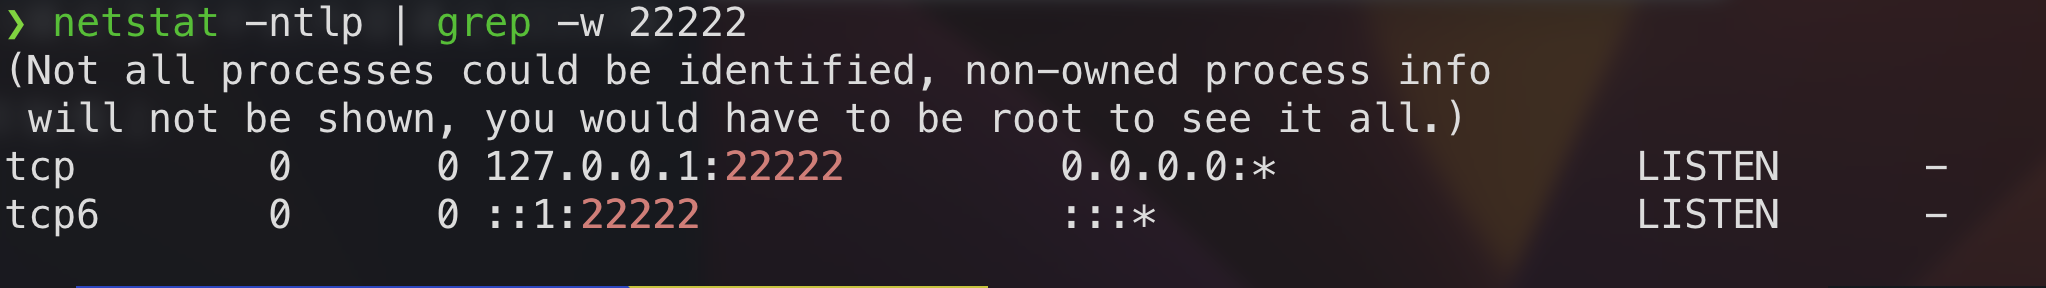 ❯ netstat -ntlp | grep -w 22222
(Not all processes could be identified, non-owned process info
 will not be shown, you would have to be root to see it all.)
tcp        0      0 127.0.0.1:22222         0.0.0.0:*               LISTEN      -
tcp6       0      0 ::1:22222               :::*                    LISTEN      -